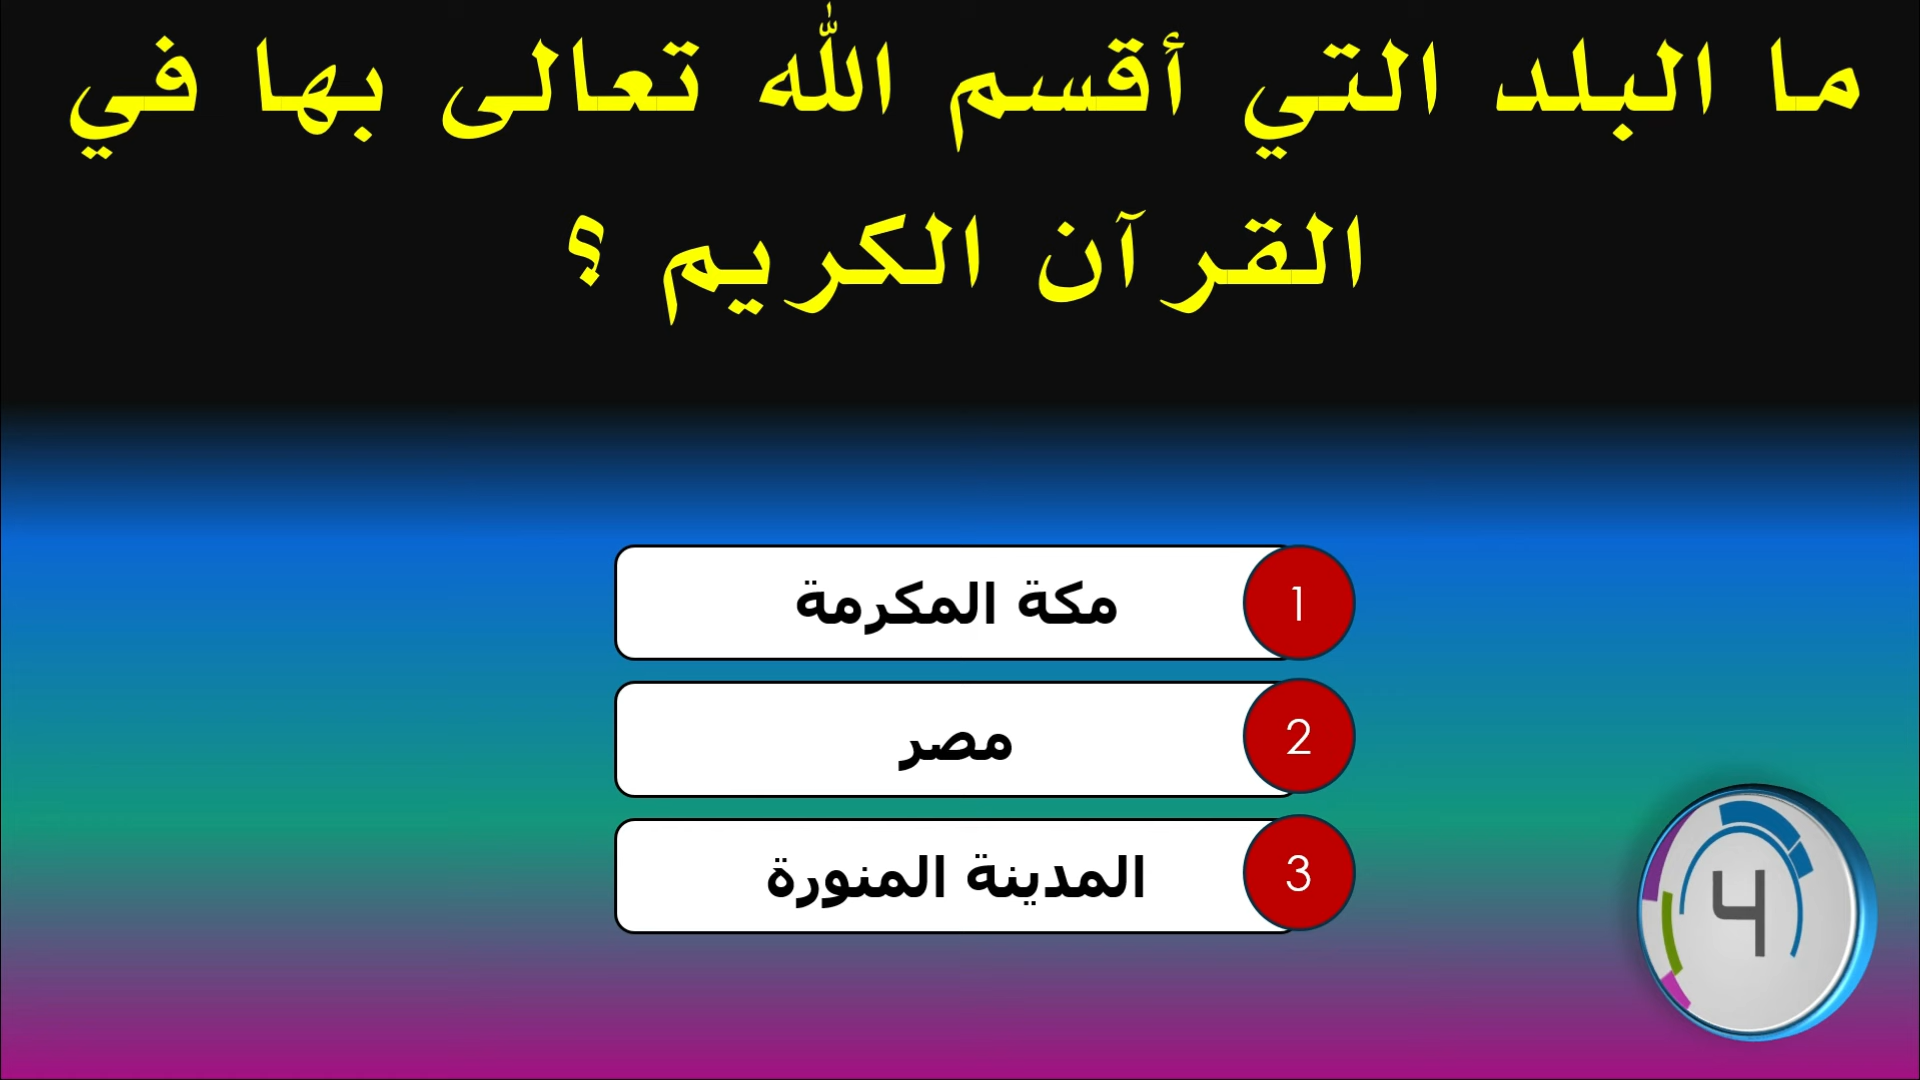 ما البلد التي أقسم الله تعالى بها في
القرآن الكريم ؟
1 مكة المكرمة
2 مصر
3 المدينة المنورة
4